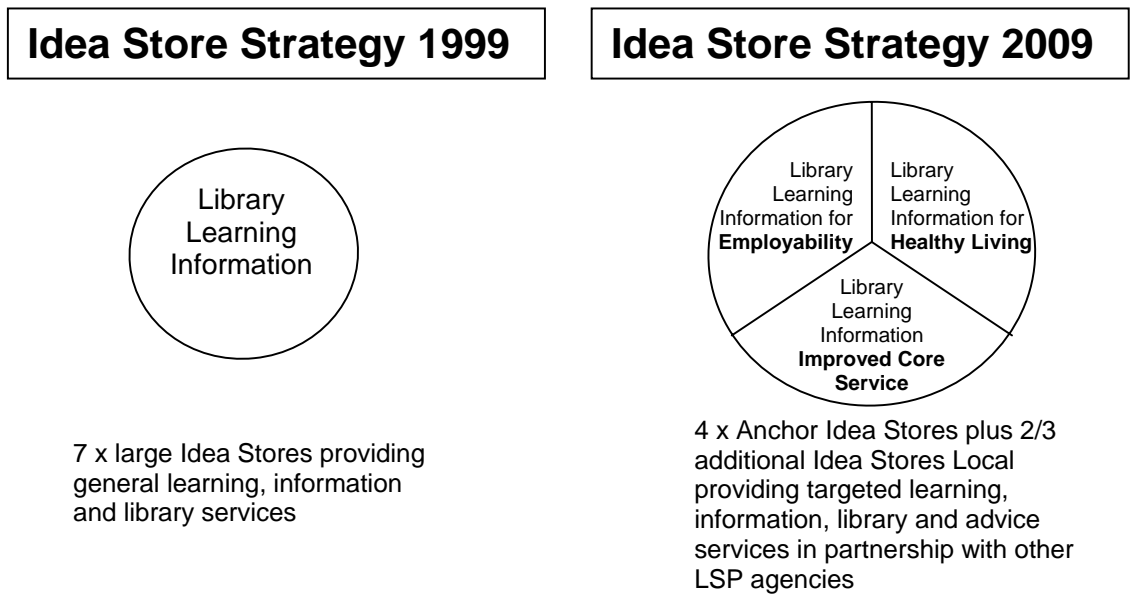 Idea Store Strategy 1999
Library
Learning
Information
7 x large Idea Stores providing
general learning, information
and library services
Idea Store Strategy 2009
Library
Learning
Information for
Employability
Library
Learning
Information for
Healthy Living
Library
Learning
Information
Improved Core
Service
4 x Anchor Idea Stores plus 2/3
additional Idea Stores Local
providing targeted learning,
information, library and advice
services in partnership with other
LSP agencies